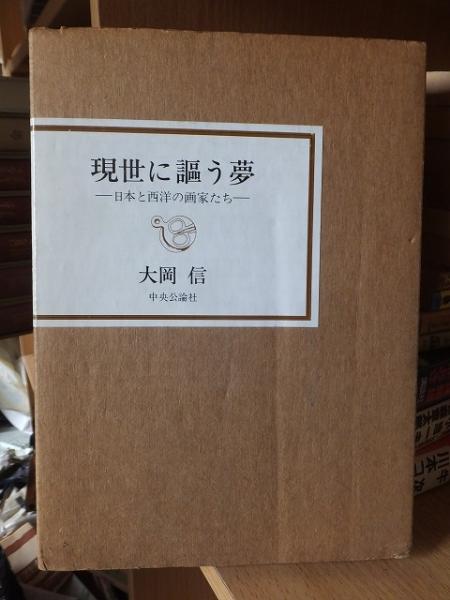 現世に謳う夢
―日本と西洋の画家たち―
大岡 信
中央公論社